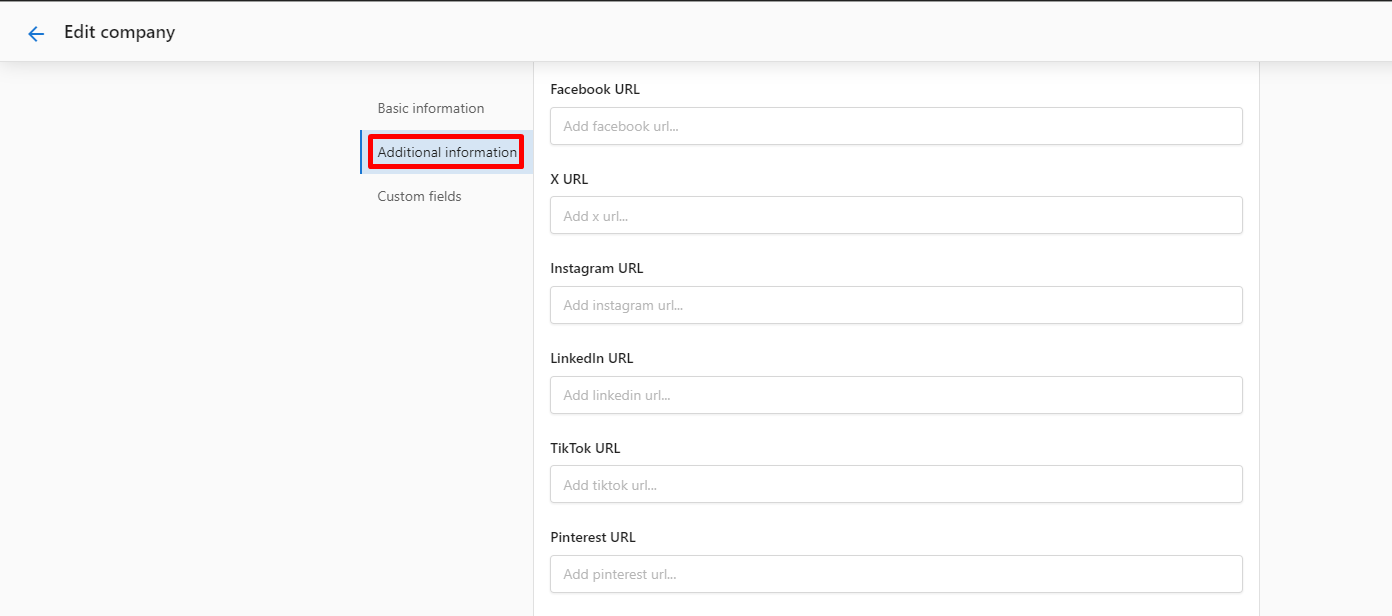 Edit company
Basic information
Additional information
Custom fields
Facebook URL
Add facebook url...
X URL
Add x url...
Instagram URL
Add instagram url...
LinkedIn URL
Add linkedin url...
TikTok URL
Add tiktok url...
Pinterest URL
Add pinterest url...